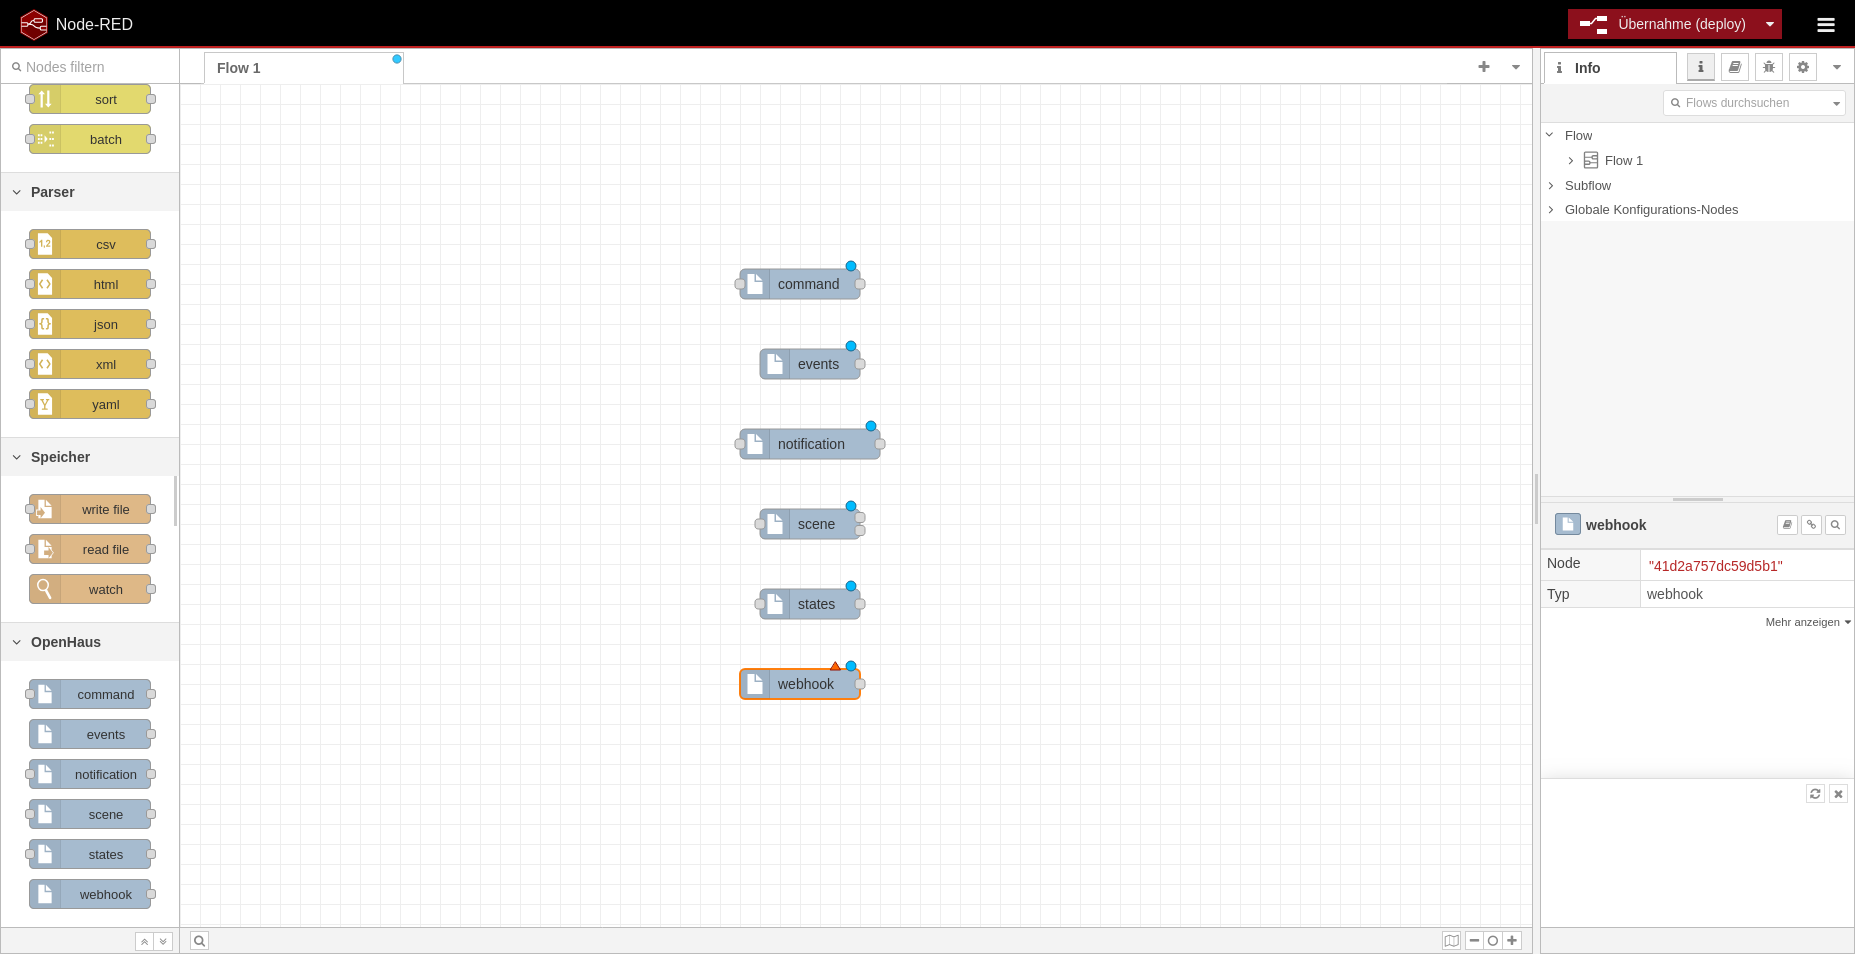 Node-RED
Übernahme (deploy)
Nodes filtern
sort
batch
Parser
csv
html
json
xml
yaml
Speicher
write file
read file
watch
OpenHaus
command
events
notification
scene
states
webhook
Flow 1
command
events
notification
scene
states
webhook
Info
Flows durchsuchen
Flow
Flow 1
Subflow
Globale Konfigurations-Nodes
webhook
Node "41d2a757dc59d5b1"
Typ webhook
Mehr anzeigen